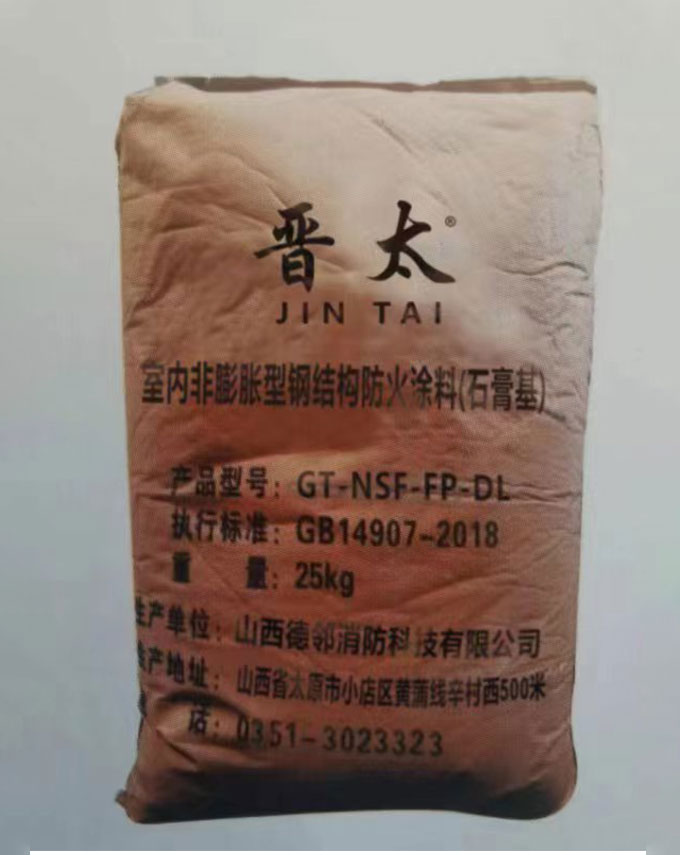 晋太®
JIN TAI
室内非膨胀型钢结构防火涂料(石膏基)
产品型号：GT-NSF-FP-DL
执行标准：GB14907-2018
重 量：25kg
生产单位：山西德邻消防科技有限公司
生产地址：山西省太原市小店区黄蒲线辛村西500米
电 话：0351-3023323